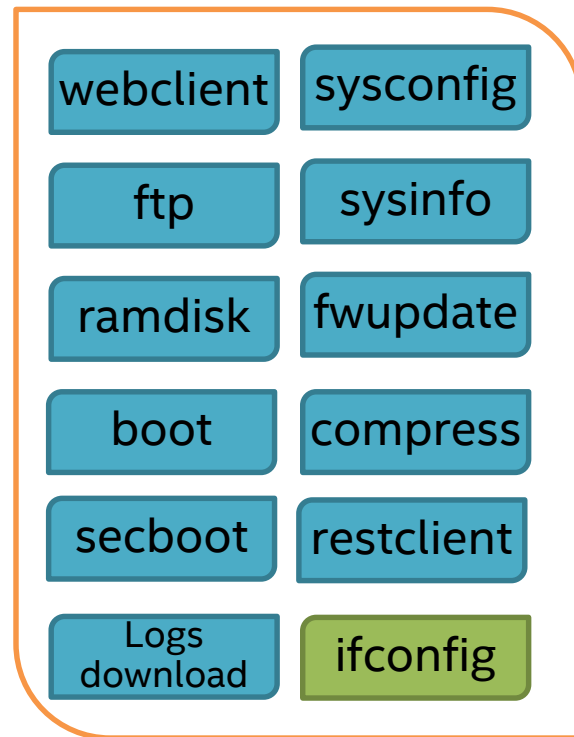 webclient
sysconfig
ftp
sysinfo
ramdisk
fwupdate
boot
compress
secboot
restclient
Logs
download
ifconfig